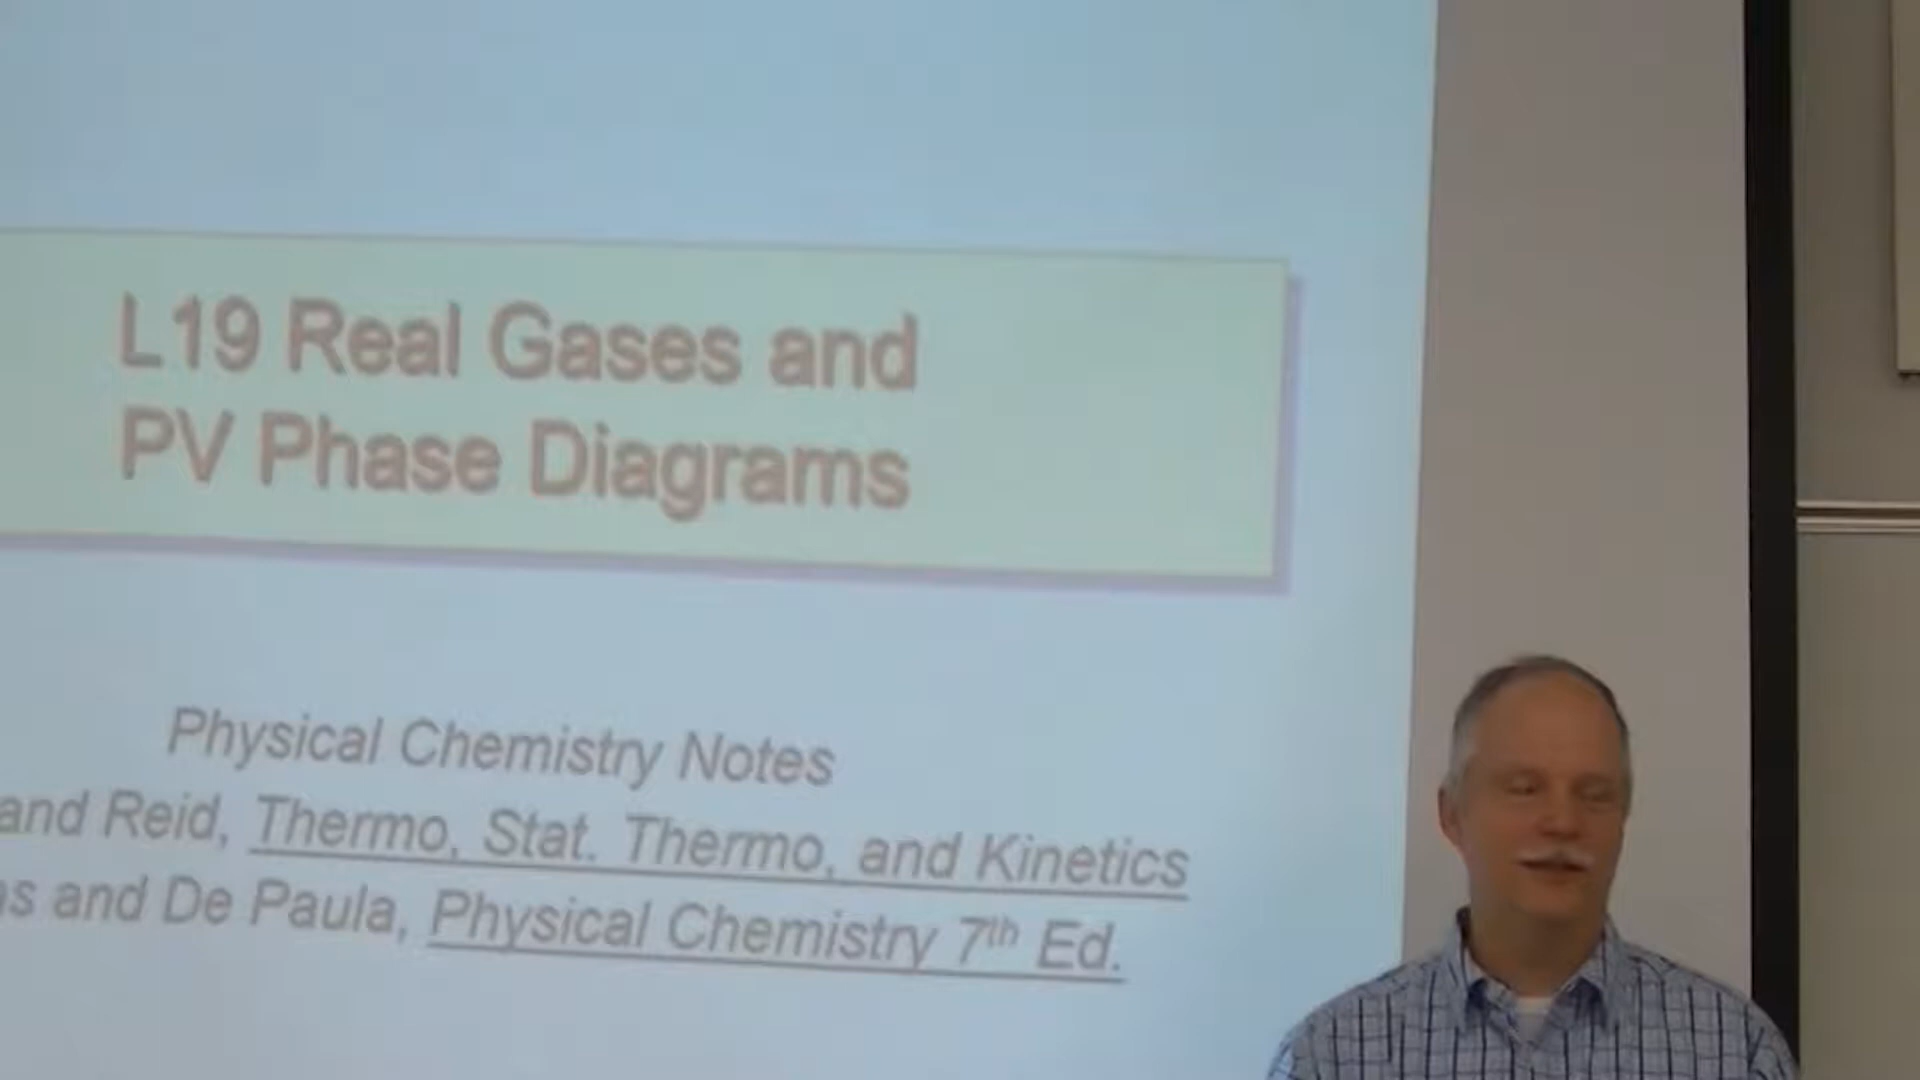 L19 Real Gases and
PV Phase Diagrams
Physical Chemistry Notes
and Reid, Thermo, Stat. Thermo, and Kinetics
and De Paula, Physical Chemistry 7th Ed.